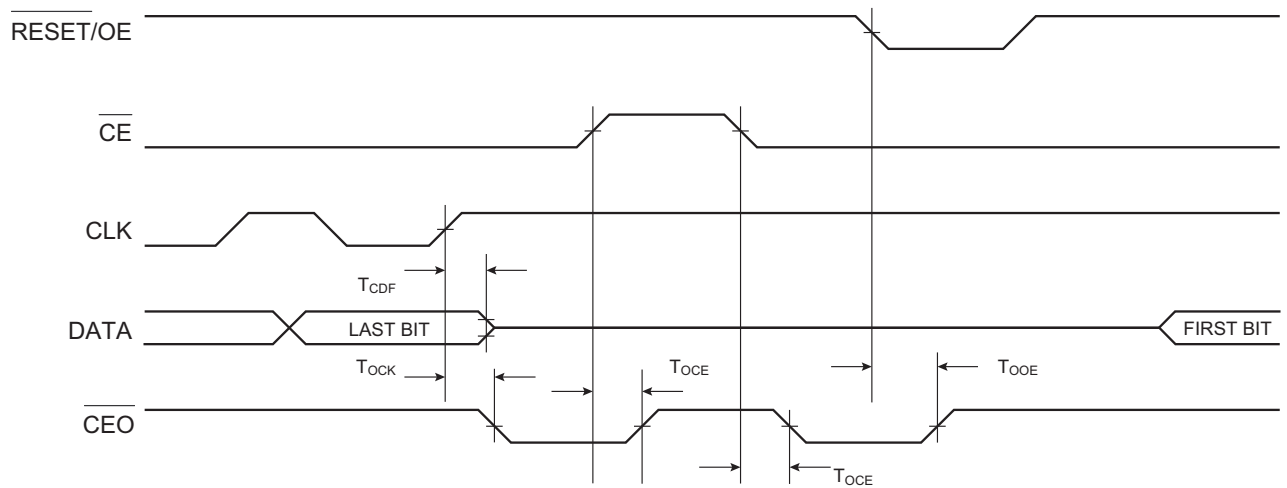 RESET/OE
CE
CLK
TCDF
DATA
LAST BIT
FIRST BIT
TOCK
TOCE
TOOE
CEO
TOCE